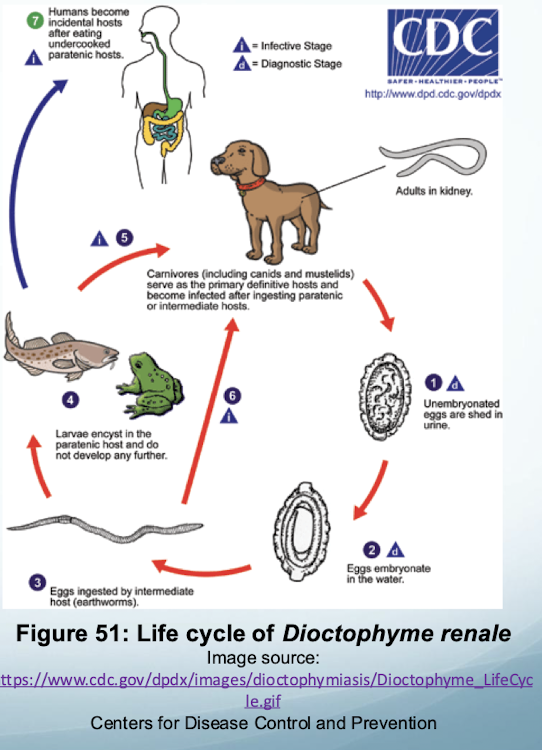 7 Humans become
incidental hosts
after eating
undercooked
i paratenic hosts.
i = Infective Stage
d = Diagnostic Stage
CDC
SAFER·HEALTHIER·PEOPLE™
http://www.dpd.cdc.gov/dpdx
Adults in kidney.
i 5
Carnivores (including canids and mustelids)
serve as the primary definitive hosts and
become infected after ingesting paratenic
or intermediate hosts.
4
Larvae encyst in the
paratenic host and do
not develop any further.
6
i
1 d
Unembryonated
eggs are shed in
urine.
2 d
Eggs embryonate
in the water.
3 Eggs ingested by intermediate
host (earthworms).
Figure 51: Life cycle of Dioctophyme renale
Image source:
ttps://www.cdc.gov/dpdx/images/dioctophymiasis/Dioctophyme_LifeCyc
le.gif
Centers for Disease Control and Prevention